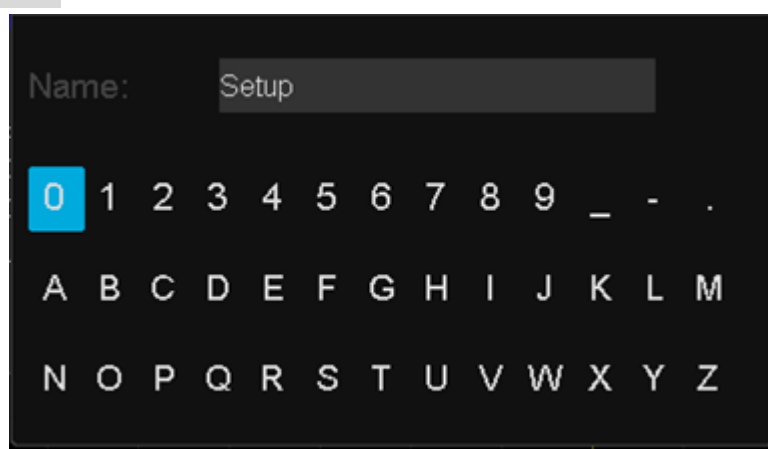 Name: Setup
0 1 2 3 4 5 6 7 8 9 _ - .
A B C D E F G H I J K L M
N O P Q R S T U V W X Y Z